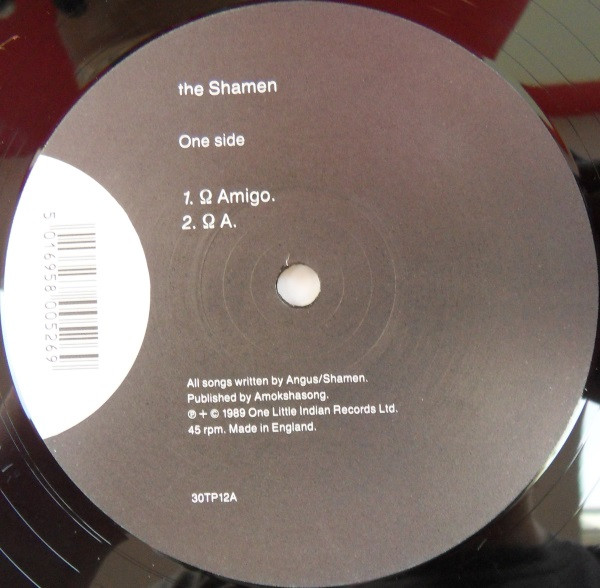 the Shamen
One side
1. Ω Amigo.
2. Ω A.
5 016958 005269
All songs written by Angus/Shamen.
Published by Amokshasong.
℗ + © 1989 One Little Indian Records Ltd.
45 rpm. Made in England.
30TP12A